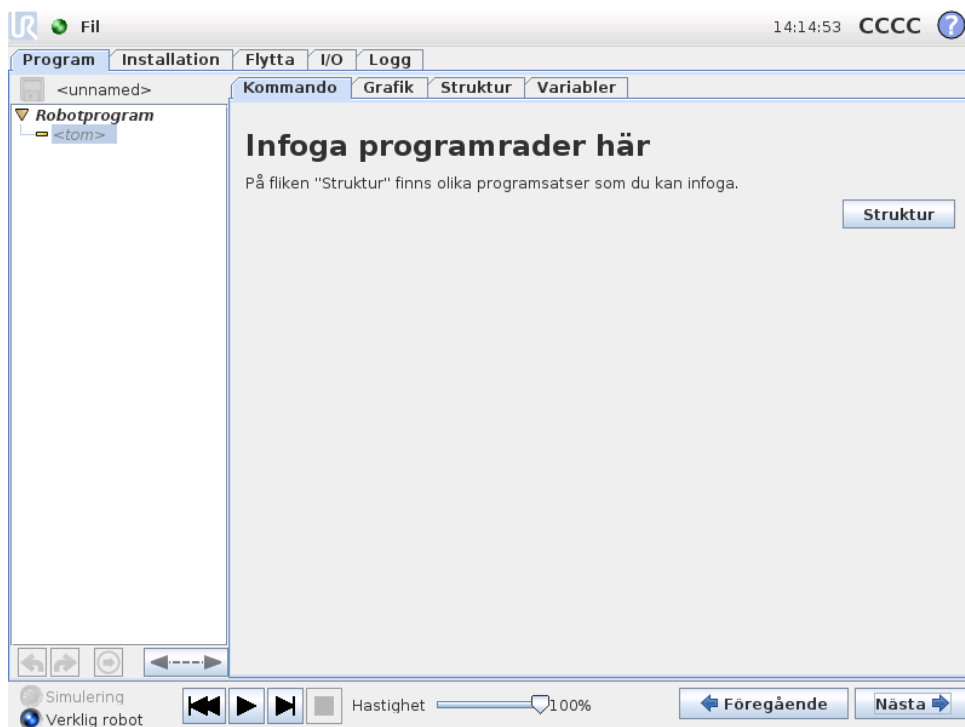 UR Fil 14:14:53 CCCC ?
Program Installation Flytta I/O Logg
<unnamed>
Kommando Grafik Struktur Variabler
Robotprogram
<tom>
Infoga programrader här
På fliken "Struktur" finns olika programsatser som du kan infoga.
Struktur
Simulering
Verklig robot
Hastighet 100%
Föregående
Nästa